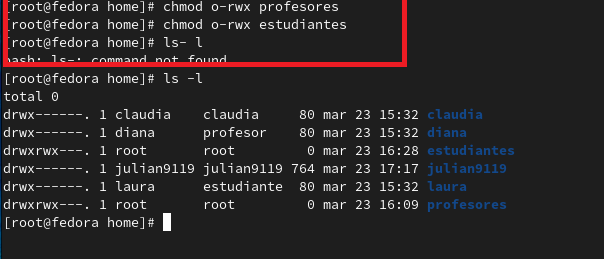 [root@fedora home]# chmod o-rwx profesores
[root@fedora home]# chmod o-rwx estudiantes
[root@fedora home]# ls- l
bash: ls-: command not found
[root@fedora home]# ls -l
total 0
drwx------. 1 claudia    claudia     80 mar 23 15:32 claudia
drwx------. 1 diana      profesor    80 mar 23 15:32 diana
drwxrwx---. 1 root       root         0 mar 23 16:28 estudiantes
drwx------. 1 julian9119 julian9119 764 mar 23 17:17 julian9119
drwx------. 1 laura      estudiante  80 mar 23 15:32 laura
drwxrwx---. 1 root       root         0 mar 23 16:09 profesores
[root@fedora home]#